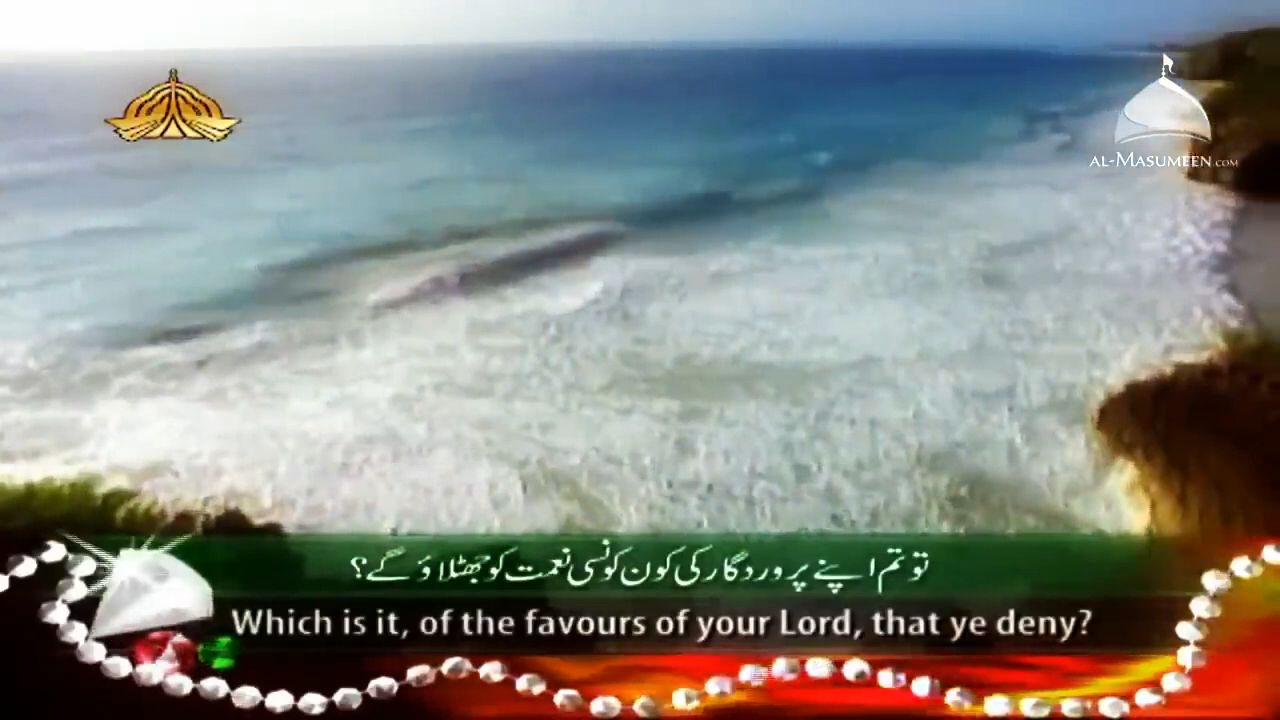 AL-MASUMEEN.COM
تو تم اپنے پروردگار کی کون کونسی نعمت کو جھٹلاؤ گے؟
Which is it, of the favours of your Lord, that ye deny?